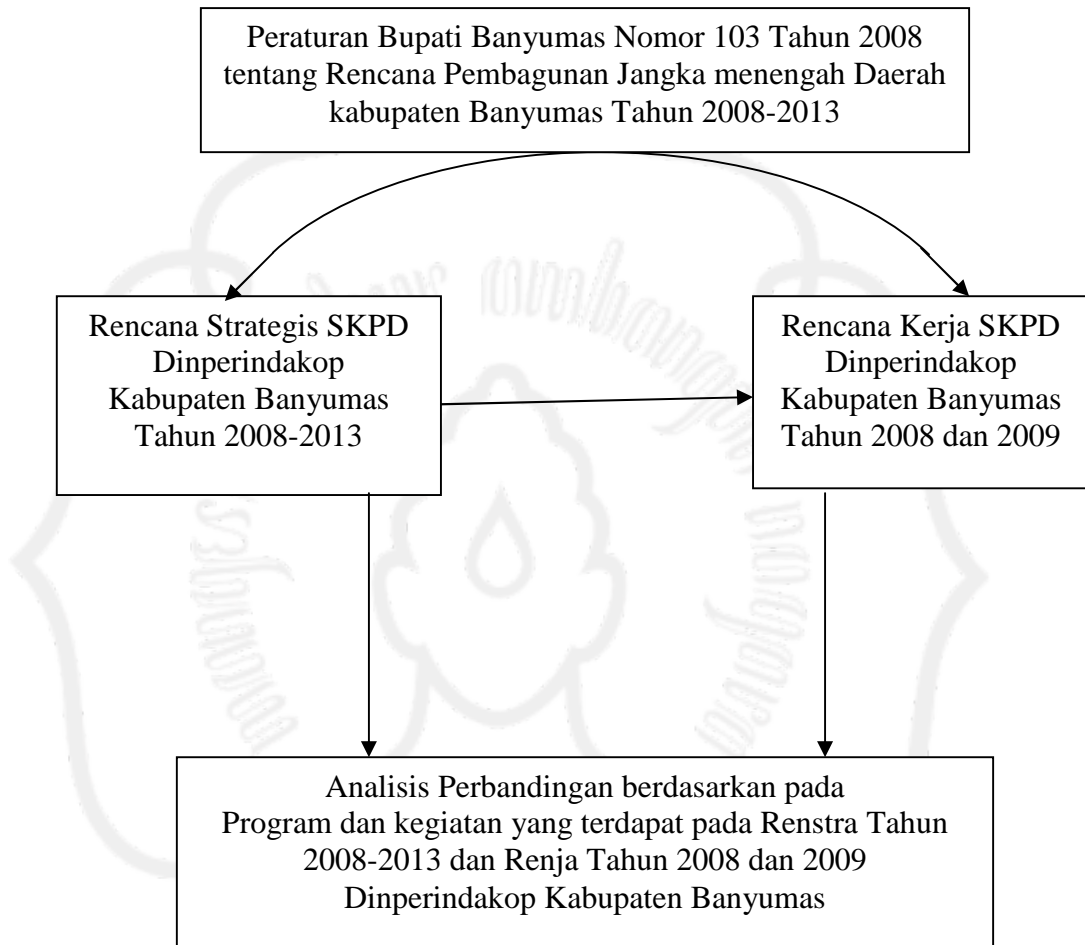 Peraturan Bupati Banyumas Nomor 103 Tahun 2008
tentang Rencana Pembagunan Jangka menengah Daerah
kabupaten Banyumas Tahun 2008-2013
Rencana Strategis SKPD
Dinperindakop
Kabupaten Banyumas
Tahun 2008-2013
Rencana Kerja SKPD
Dinperindakop
Kabupaten Banyumas
Tahun 2008 dan 2009
Analisis Perbandingan berdasarkan pada
Program dan kegiatan yang terdapat pada Renstra Tahun
2008-2013 dan Renja Tahun 2008 dan 2009
Dinperindakop Kabupaten Banyumas